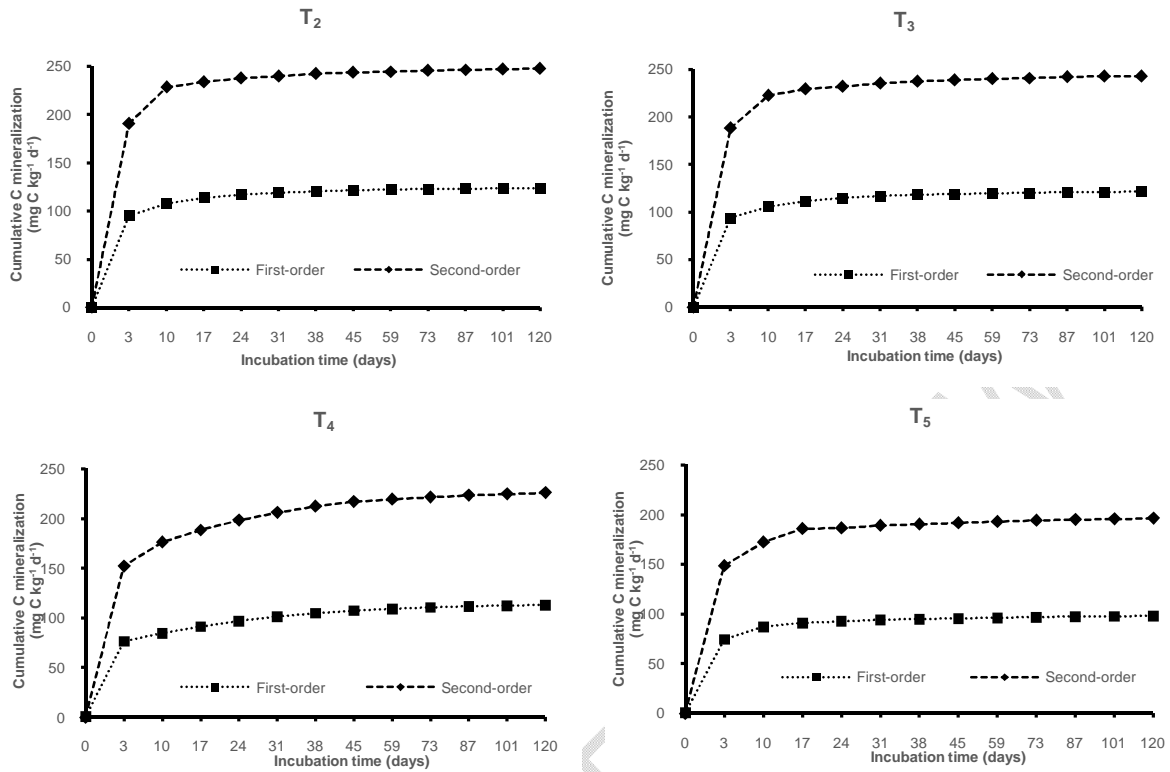 T₂
Cumulative C mineralization
(mg C kg⁻¹ d⁻¹)
250
200
150
100
50
0
First-order
Second-order
0 3 10 17 24 31 38 45 59 73 87 101 120
Incubation time (days)
T₃
Cumulative C mineralization
(mg C kg⁻¹ d⁻¹)
250
200
150
100
50
0
First-order
Second-order
0 3 10 17 24 31 38 45 59 73 87 101 120
Incubation time (days)
T₄
Cumulative C mineralization
(mg C kg⁻¹ d⁻¹)
250
200
150
100
50
0
First-order
Second-order
0 3 10 17 24 31 38 45 59 73 87 101 120
Incubation time (days)
T₅
Cumulative C mineralization
(mg C kg⁻¹ d⁻¹)
250
200
150
100
50
0
First-order
Second-order
0 3 10 17 24 31 38 45 59 73 87 101 120
Incubation time (days)